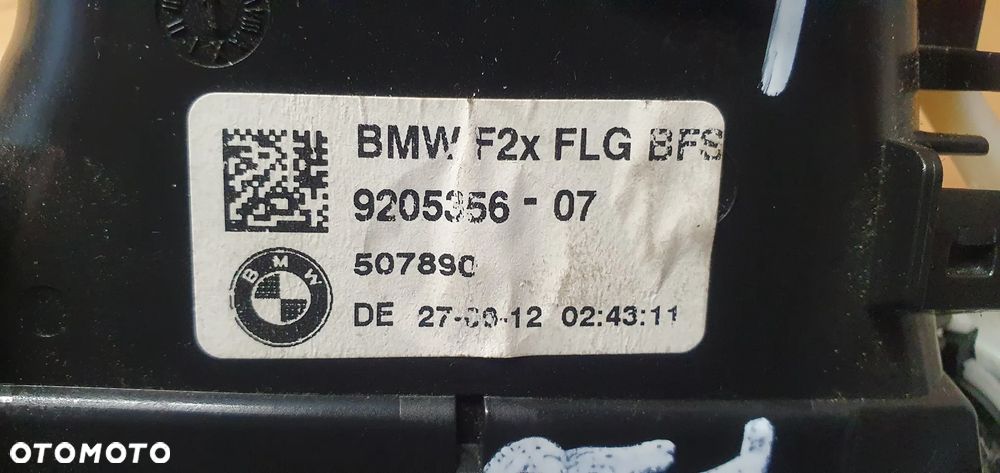 BMW F2x FLG BFS
9205356 - 07
507890
BMW
DE 27-09-12 02:43:11
OTOMOTO